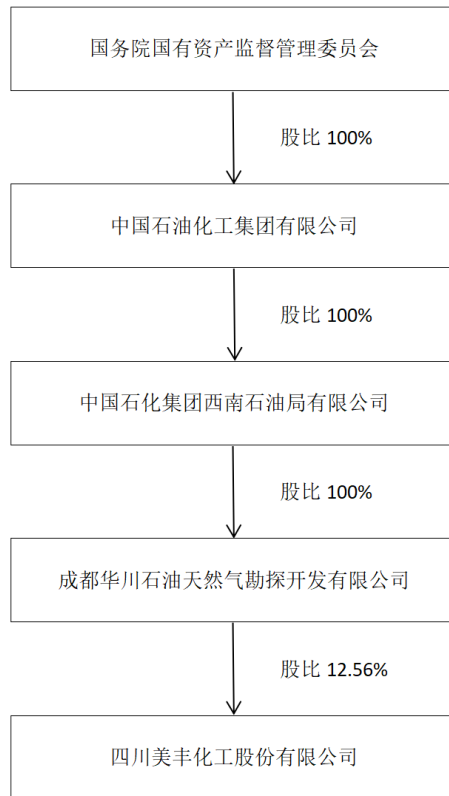 国务院国有资产监督管理委员会
股比 100%
中国石油化工集团有限公司
股比 100%
中国石化集团西南石油局有限公司
股比 100%
成都华川石油天然气勘探开发有限公司
股比 12.56%
四川美丰化工股份有限公司